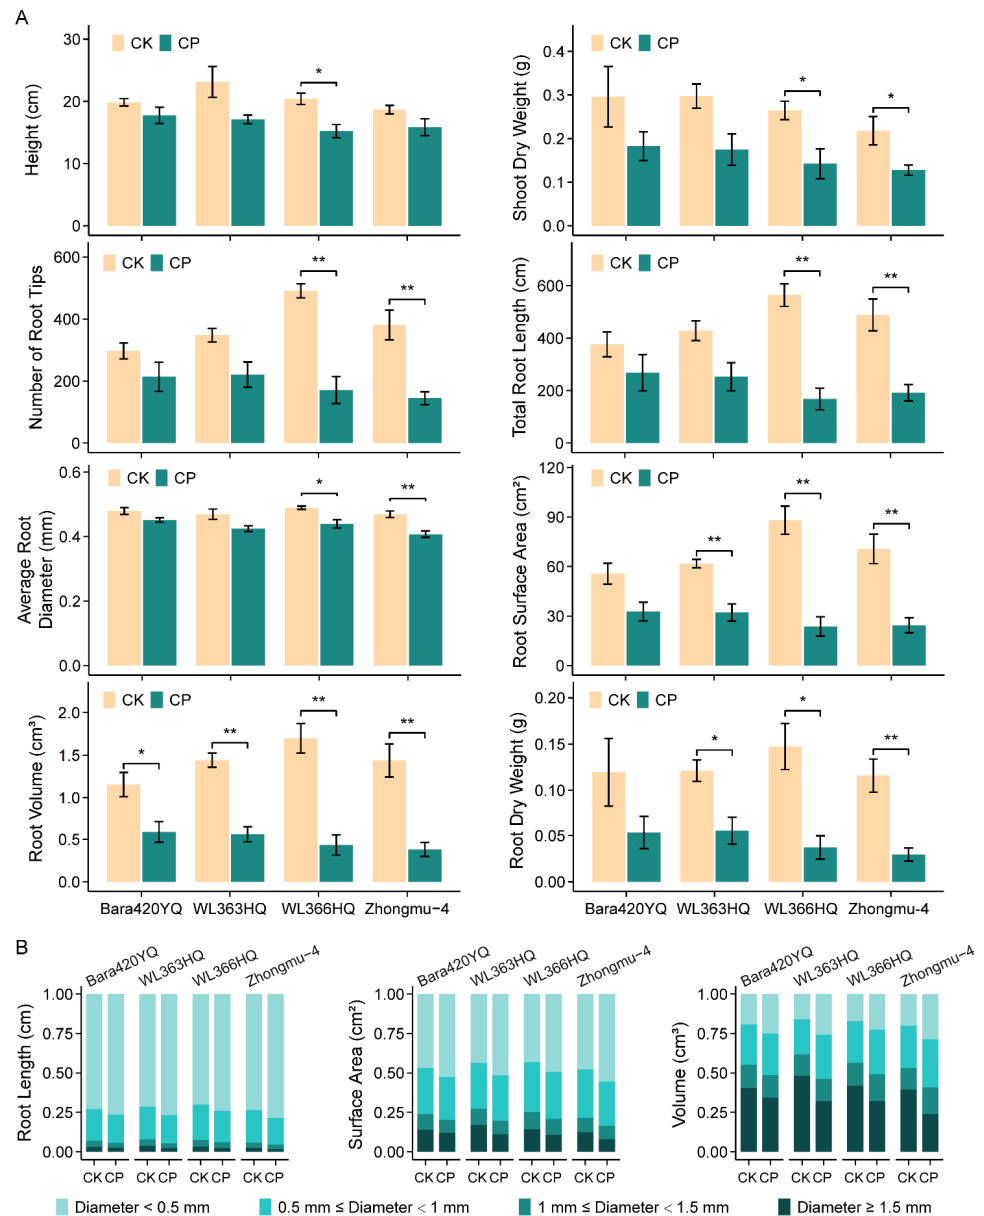 A
CK CP
Height (cm)
30
20
10
0
CK CP
Shoot Dry Weight (g)
0.4
0.3
0.2
0.1
0.0
*
*
*
CK CP
Number of Root Tips
600
400
200
0
**
**
CK CP
Total Root Length (cm)
600
400
200
0
**
**
CK CP
Average Root
Diameter (mm)
0.6
0.4
0.2
0.0
*
**
CK CP
Root Surface Area (cm²)
120
90
60
30
0
**
**
**
CK CP
Root Volume (cm³)
2.0
1.5
1.0
0.5
0.0
*
**
**
**
Bara420YQ WL363HQ WL366HQ Zhongmu−4
CK CP
Root Dry Weight (g)
0.20
0.15
0.10
0.05
0.00
*
*
**
Bara420YQ WL363HQ WL366HQ Zhongmu-4
B
Bara420YQ WL363HQ WL366HQ Zhongmu−4
Root Length (cm)
1.00
0.75
0.50
0.25
0.00
CK CP CK CP CK CP CK CP
Bara420YQ WL363HQ WL366HQ Zhongmu−4
Surface Area (cm²)
1.00
0.75
0.50
0.25
0.00
CK CP CK CP CK CP CK CP
Bara420YQ WL363HQ WL366HQ Zhongmu−4
Volume (cm³)
1.00
0.75
0.50
0.25
0.00
CK CP CK CP CK CP CK CP
Diameter < 0.5 mm 0.5 mm ≤ Diameter < 1 mm 1 mm ≤ Diameter < 1.5 mm Diameter ≥ 1.5 mm